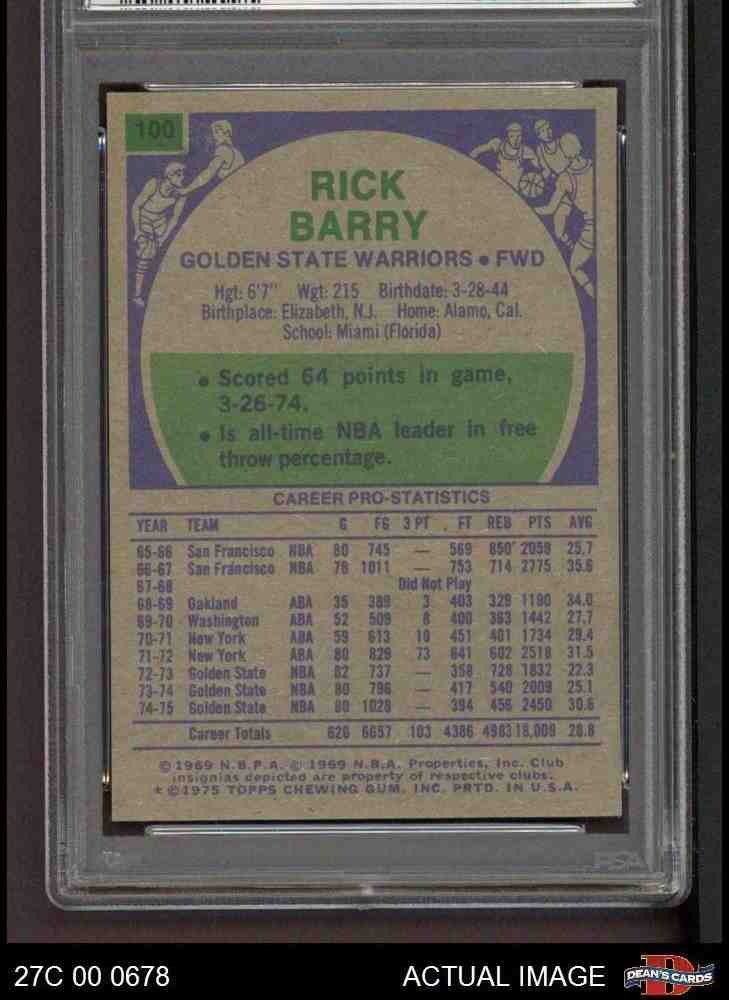 100
RICK
BARRY
GOLDEN STATE WARRIORS • FWD
Hgt: 6'7" Wgt: 215 Birthdate: 3-28-44
Birthplace: Elizabeth, N.J. Home: Alamo, Cal.
School: Miami (Florida)
• Scored 64 points in game,
3-26-74.
• Is all-time NBA leader in free
throw percentage.
CAREER PRO-STATISTICS
YEAR TEAM G FG 3 PT. FT REB PTS AVG
65-66 San Francisco NBA 80 745 — 569 850 2059 25.7
66-67 San Francisco NBA 78 1011 — 753 714 2775 35.6
67-68 Did Not Play
68-69 Oakland ABA 35 389 3 403 329 1190 34.0
69-70 Washington ABA 52 509 8 400 363 1442 27.7
70-71 New York ABA 59 613 10 451 401 1734 29.4
71-72 New York ABA 80 829 73 641 602 2518 31.5
72-73 Golden State NBA 82 737 — 358 728 1832 22.3
73-74 Golden State NBA 80 796 — 417 540 2009 25.1
74-75 Golden State NBA 80 1028 — 394 456 2450 30.6
Career Totals 626 6657 103 4386 4983 18,009 28.8
© 1969 N.B.P.A. © 1969 N.B.A. Properties, Inc. Club
insignias depicted are property of respective clubs.
* © 1975 TOPPS CHEWING GUM, INC. PRTD. IN U.S.A.
PSA
27C 00 0678
ACTUAL IMAGE
DEAN'S CARDS